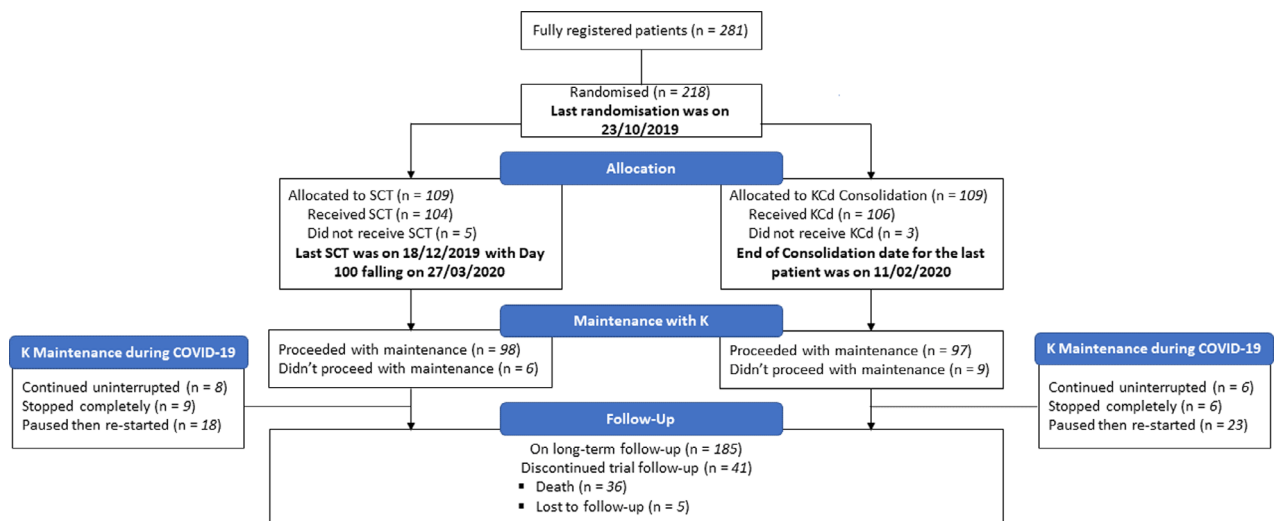 Fully registered patients (n = 281)
Randomised (n = 218)
Last randomisation was on
23/10/2019
Allocation
Allocated to SCT (n = 109)
Received SCT (n = 104)
Did not receive SCT (n = 5)
Last SCT was on 18/12/2019 with Day
100 falling on 27/03/2020
Allocated to KCd Consolidation (n = 109)
Received KCd (n = 106)
Did not receive KCd (n = 3)
End of Consolidation date for the last
patient was on 11/02/2020
Maintenance with K
Proceeded with maintenance (n = 98)
Didn't proceed with maintenance (n = 6)
Proceeded with maintenance (n = 97)
Didn't proceed with maintenance (n = 9)
K Maintenance during COVID-19
Continued uninterrupted (n = 8)
Stopped completely (n = 9)
Paused then re-started (n = 18)
K Maintenance during COVID-19
Continued uninterrupted (n = 6)
Stopped completely (n = 6)
Paused then re-started (n = 23)
Follow-Up
On long-term follow-up (n = 185)
Discontinued trial follow-up (n = 41)
▪ Death (n = 36)
▪ Lost to follow-up (n = 5)